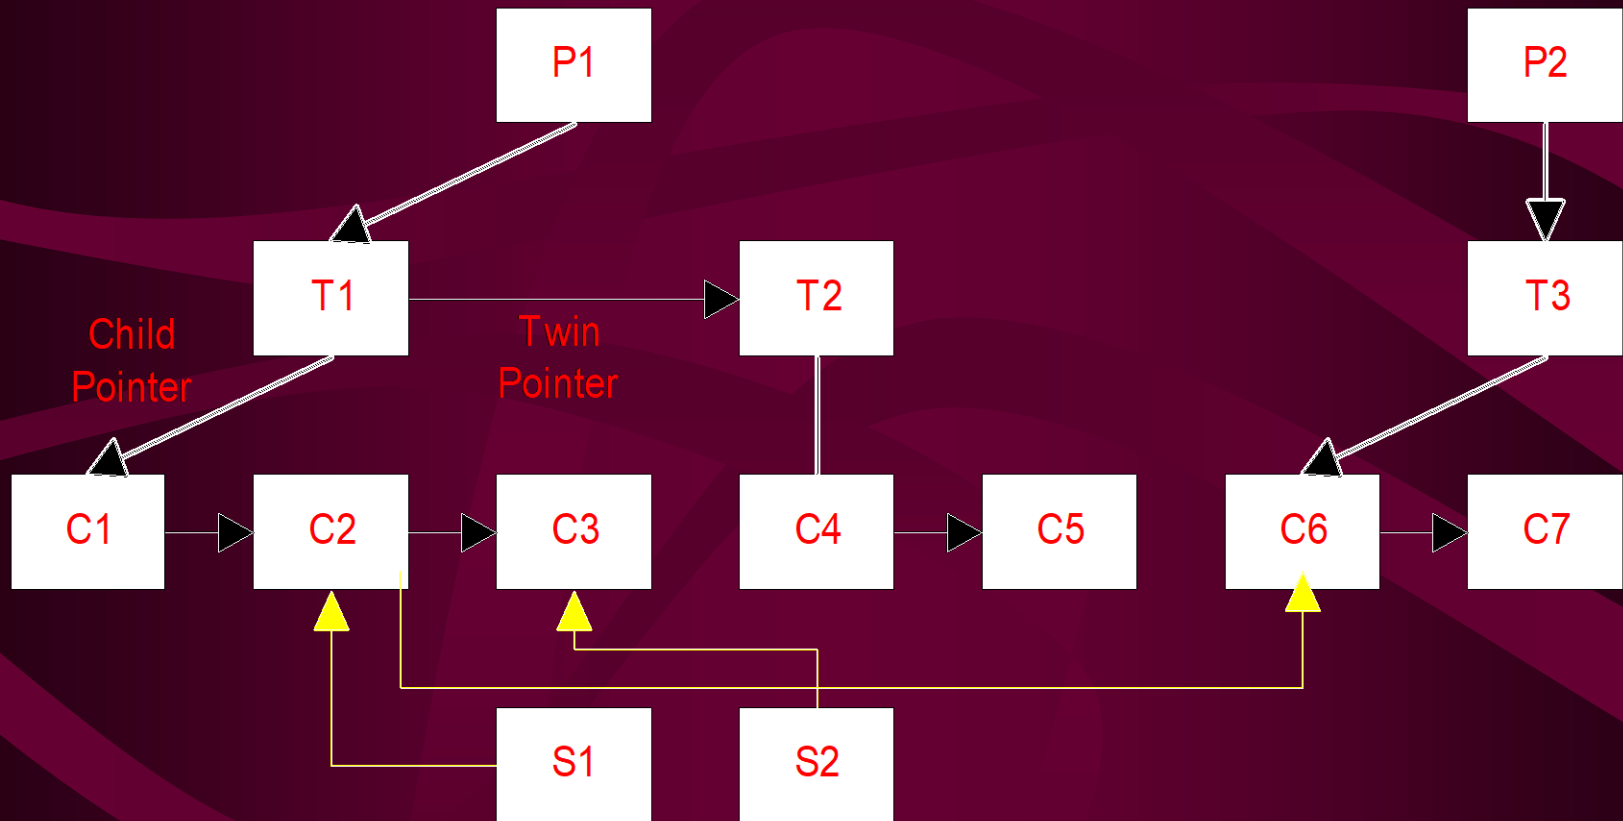 P1
P2
T1
T2
T3
Child
Pointer
Twin
Pointer
C1
C2
C3
C4
C5
C6
C7
S1
S2